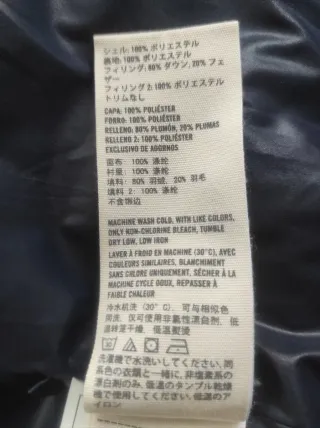 シェル: 100% ポリエステル
裏地: 100% ポリエステル
フィリング: 80% ダウン, 20% フェ
ザー
フィリング 2: 100% ポリエステル
トリムなし
CAPA: 100% POLIÉSTER
FORRO: 100% POLIÉSTER
RELLENO: 80% PLUMÓN, 20% PLUMAS
RELLENO 2: 100% POLIÉSTER
EXCLUSIVO DE ADORNOS
面布: 100% 涤纶
衬里: 100% 涤纶
填料: 80% 羽绒, 20% 羽毛
填料 2: 100% 涤纶
不含镶边
MACHINE WASH COLD, WITH LIKE COLORS,
ONLY NON-CHLORINE BLEACH, TUMBLE
DRY LOW, LOW IRON
LAVER À FROID EN MACHINE (30°C), AVEC
COULEURS SIMILAIRES, BLANCHIMENT
SANS CHLORE UNIQUEMENT, SÉCHER À LA
MACHINE CYCLE DOUX, REPASSER À
FAIBLE CHALEUR
冷水机洗 (30° C), 可与相似色
同洗, 仅可使用非氯性漂白剂, 低
温转笼干燥, 低温熨烫
30
洗濯機で水洗いしてください, 同
系色の衣類と一緒に, 非塩素系の
漂白剤のみ, 低温のタンブル乾燥
機で使用してください, 低温のア
イロン